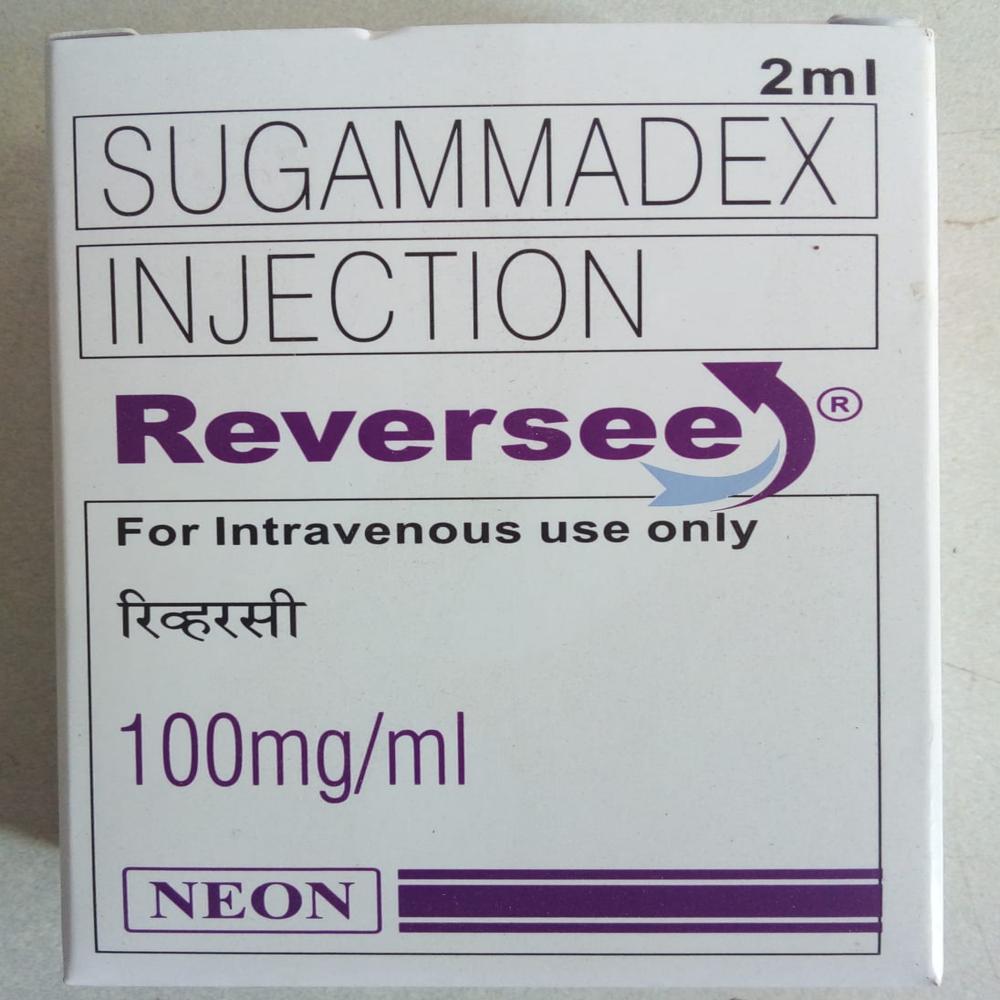 2ml
SUGAMMADEX
INJECTION
Reversee®
For Intravenous use only
रिव्हरसी
100mg/ml
NEON